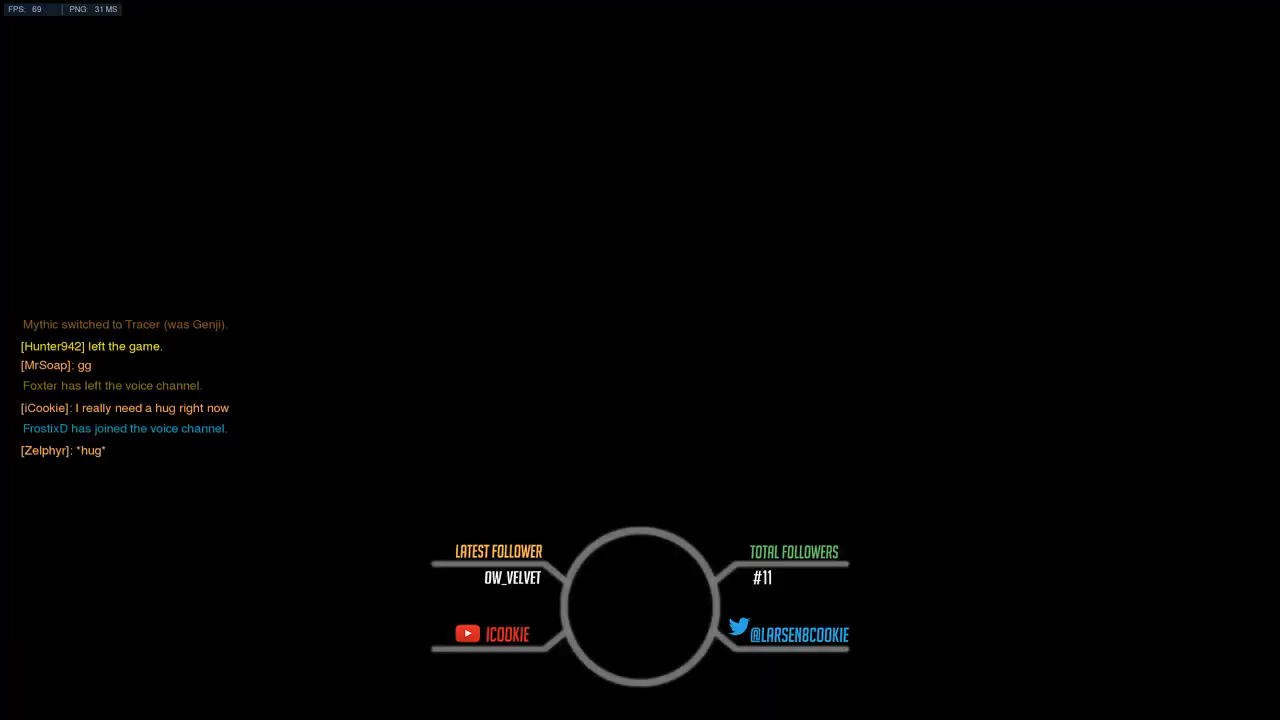 FPS: 69 | PNG: 31 MS
Mythic switched to Tracer (was Genji).
[Hunter942] left the game.
[MrSoap]: gg
Foxter has left the voice channel.
[iCookie]: I really need a hug right now
FrostixD has joined the voice channel.
[Zelphyr]: *hug*
LATEST FOLLOWER
OW_VELVET
TOTAL FOLLOWERS
#11
ICOOKIE
@LARSEN8COOKIE